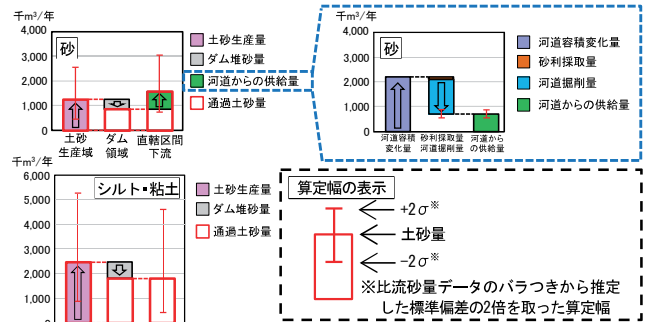 千m³/年
4,000
3,000
2,000
1,000
0
砂
土砂
生産域
ダム
領域
直轄区間
下流
土砂生産量
ダム堆砂量
河道からの供給量
通過土砂量
千m³/年
4,000
3,000
2,000
1,000
0
砂
河道容積
変化量
砂利採取量
河道掘削量
河道から
の供給量
河道容積変化量
砂利採取量
河道掘削量
河道からの供給量
千m³/年
6,000
5,000
4,000
3,000
2,000
1,000
0
シルト・粘土
土砂生産量
ダム堆砂量
通過土砂量
算定幅の表示
+2σ※
土砂量
-2σ※
※比流砂量データのバラつきから推定
した標準偏差の2倍を取った算定幅